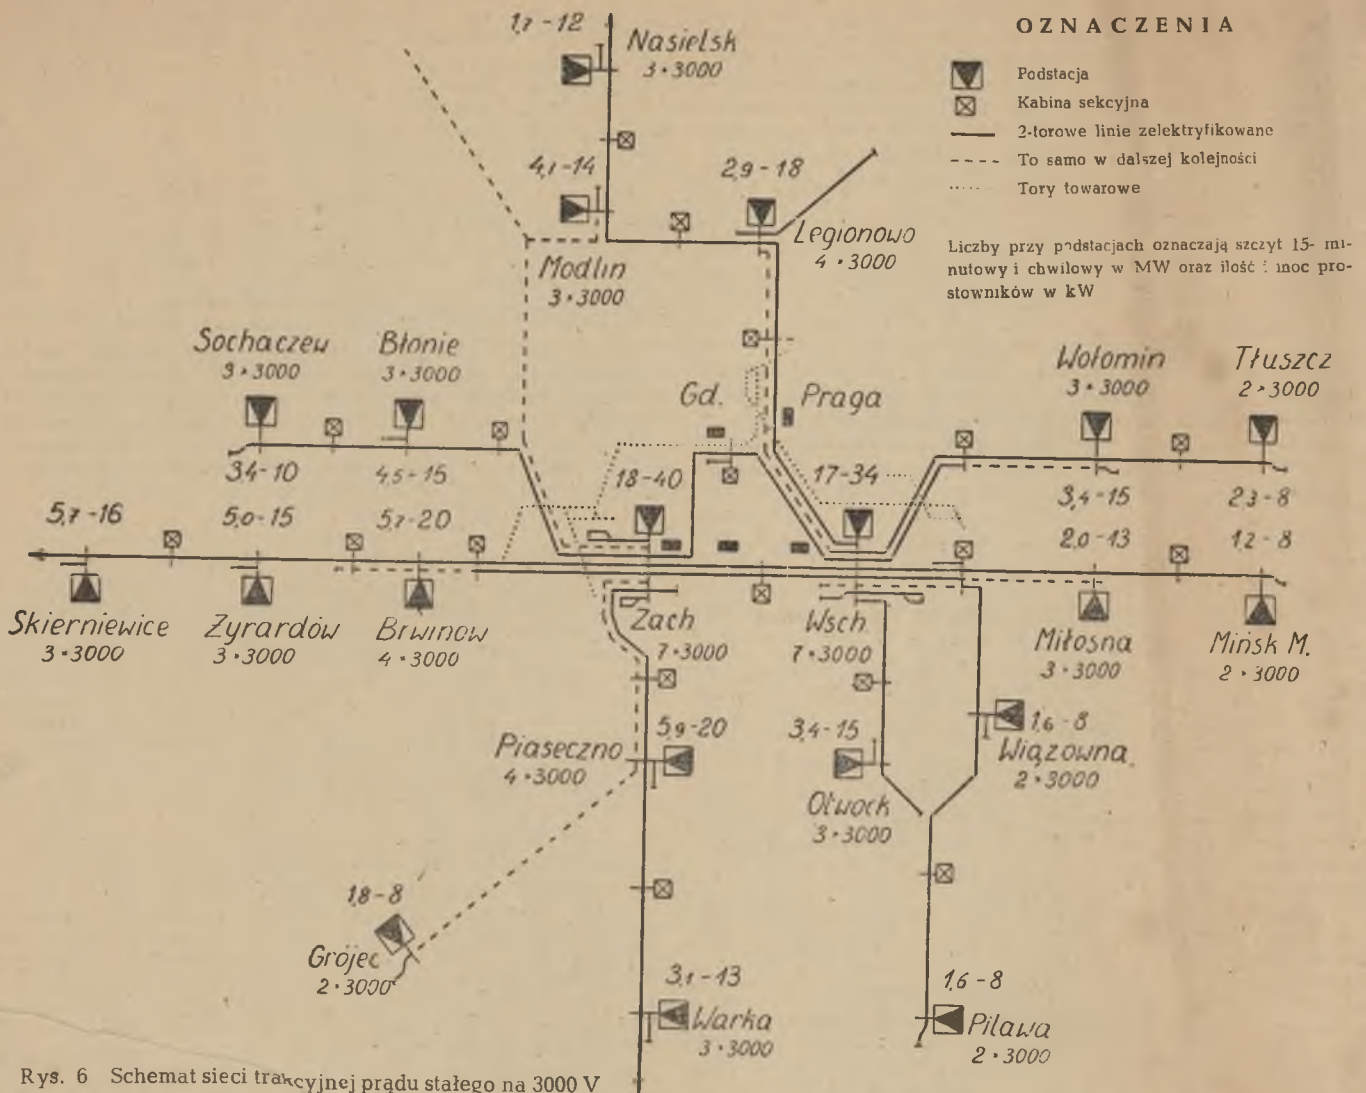 OZNACZENIA
Podstacja
Kabina sekcyjna
2-torowe linie zelektryfikowane
To samo w dalszej kolejności
Tory towarowe
Liczby przy podstacjach oznaczają szczyt 15- mi-
nutowy i chwilowy w MW oraz ilość i moc pro-
stowników w kW
1,7-12
Nasielsk
3·3000
4,1-14
Modlin
3·3000
2,9-18
Legionowo
4·3000
Sochaczew
3·3000
3,4-10
Błonie
3·3000
4,5-15
Gd.
Praga
Wołomin
3·3000
3,4-15
Tłuszcz
2·3000
2,3-8
18-40
17-34
5,7-16
Skierniewice
3·3000
5,0-15
Żyrardów
3·3000
5,7-20
Brwinow
4·3000
Zach
7·3000
Wsch.
7·3000
2,0-13
Miłosna
3·3000
1,2-8
Mińsk M.
2·3000
5,9-20
Piaseczno
4·3000
3,4-15
Otwock
3·3000
1,6-8
Wiązowna
2·3000
1,8-8
Grójec
2·3000
3,1-13
Warka
3·3000
1,6-8
Pilawa
2·3000
Rys. 6 Schemat sieci trakcyjnej prądu stałego na 3000 V